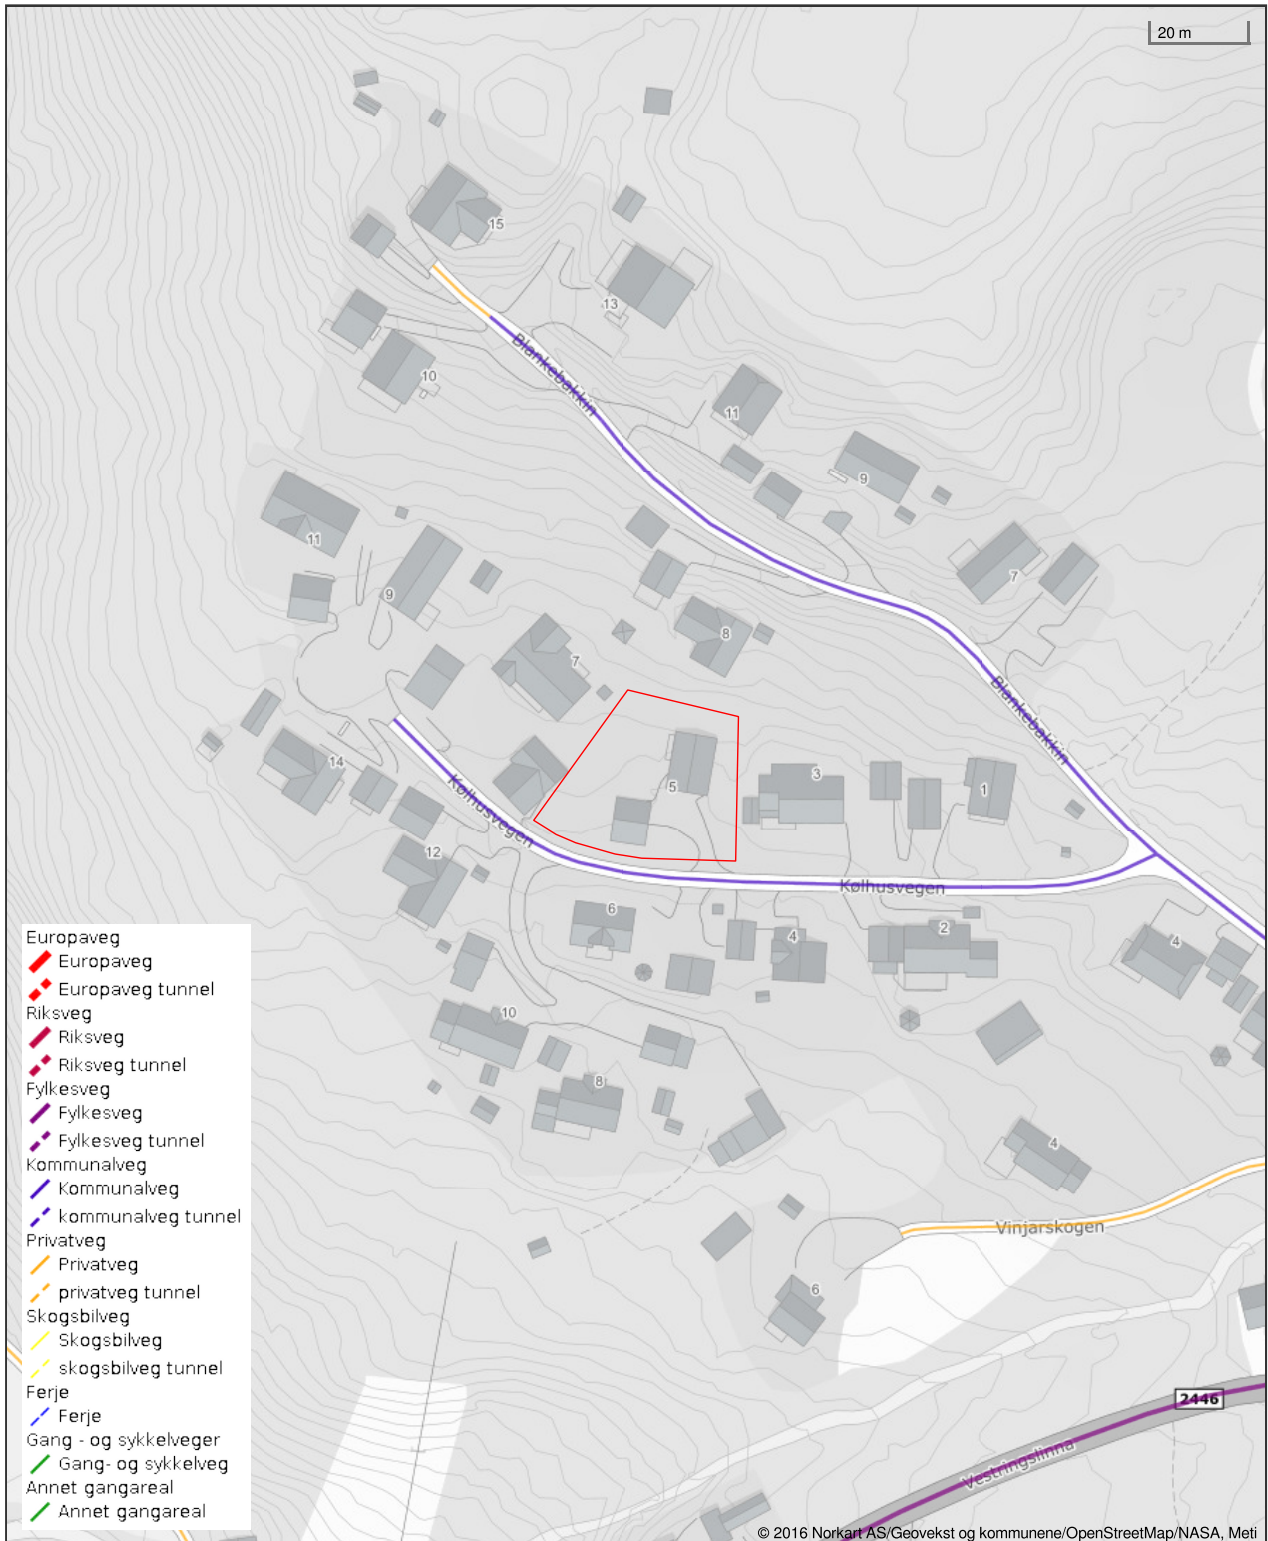 20 m
15
13
Blankebakkin
10
11
9
11
7
9
8
7
Blankebakkin
14
5
3
1
Kølhusvegen
12
Kølhusvegen
6
4
2
4
10
8
4
Vinjarskogen
6
2446
Vestringslinna
Europaveg
Europaveg
Europaveg tunnel
Riksveg
Riksveg
Riksveg tunnel
Fylkesveg
Fylkesveg
Fylkesveg tunnel
Kommunalveg
Kommunalveg
kommunalveg tunnel
Privatveg
Privatveg
privatveg tunnel
Skogsbilveg
Skogsbilveg
skogsbilveg tunnel
Ferje
Ferje
Gang - og sykkelveger
Gang- og sykkelveg
Annet gangareal
Annet gangareal
© 2016 Norkart AS/Geovekst og kommunene/OpenStreetMap/NASA, Meti